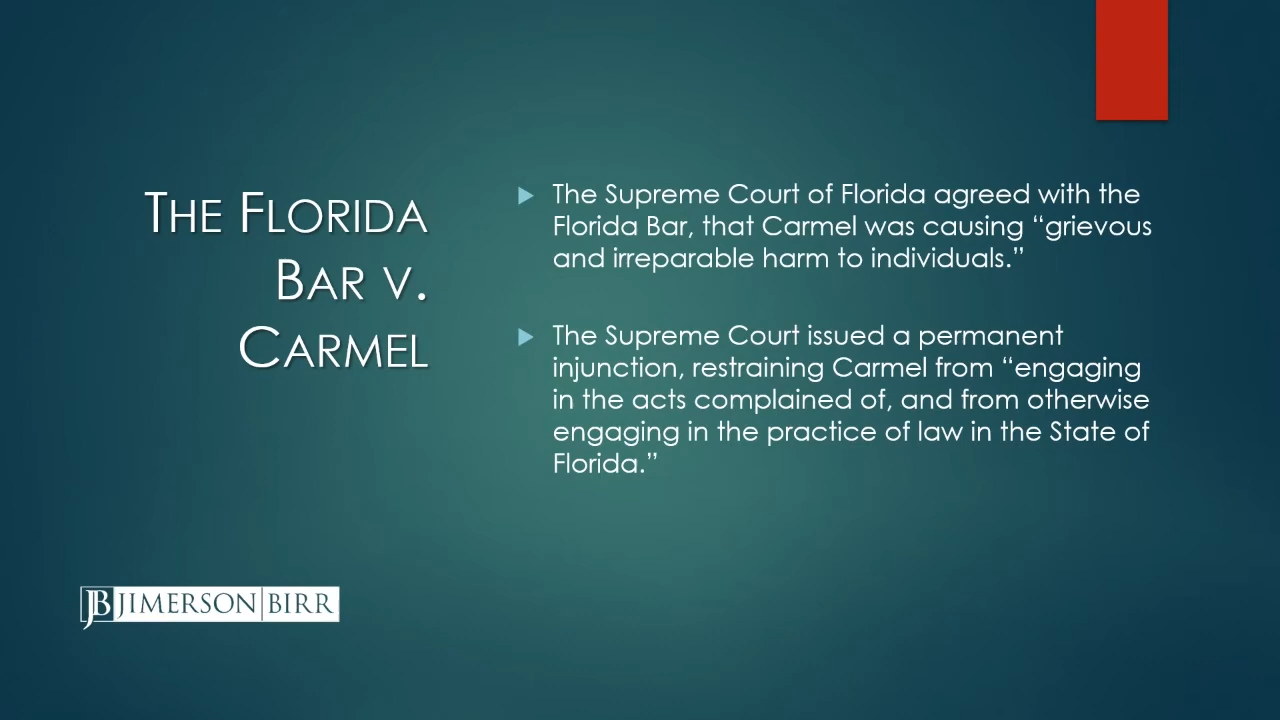 THE FLORIDA
BAR V.
CARMEL
The Supreme Court of Florida agreed with the
Florida Bar, that Carmel was causing “grievous
and irreparable harm to individuals.”
The Supreme Court issued a permanent
injunction, restraining Carmel from “engaging
in the acts complained of, and from otherwise
engaging in the practice of law in the State of
Florida.”
JB JIMERSON BIRR